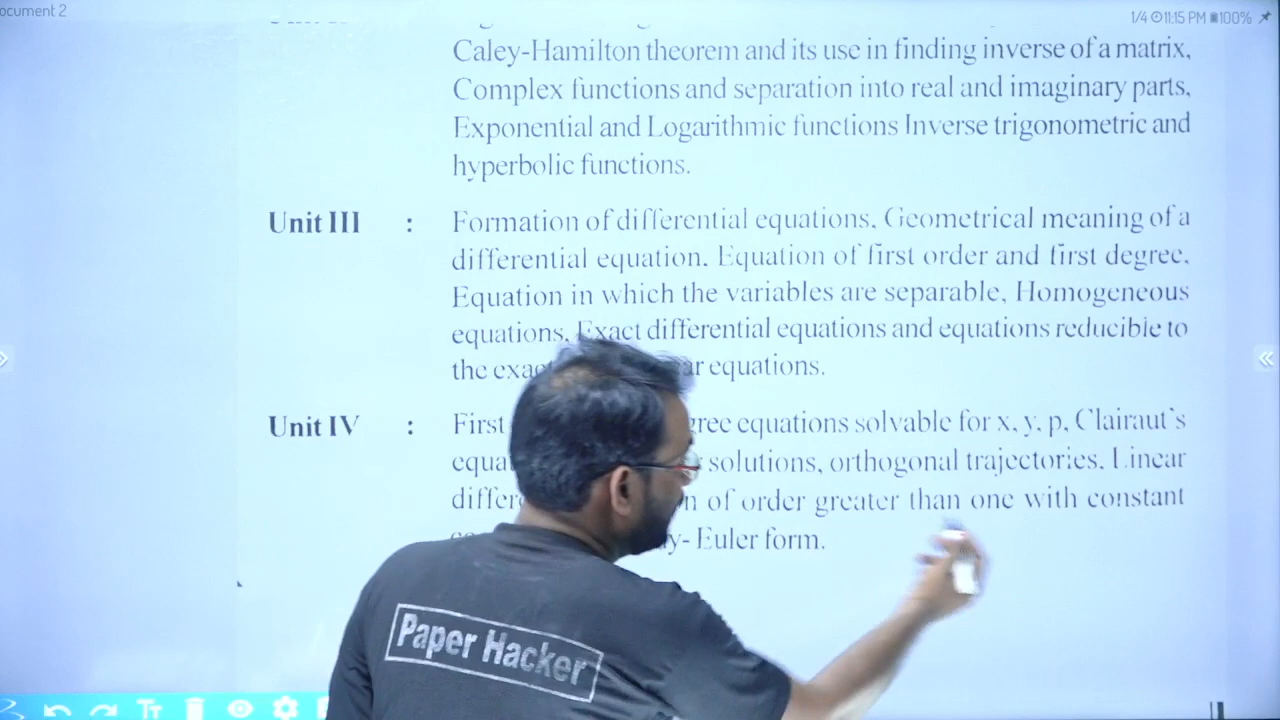 ocument 2
1/4 11:15 PM 100%
Caley-Hamilton theorem and its use in finding inverse of a matrix,
Complex functions and separation into real and imaginary parts,
Exponential and Logarithmic functions Inverse trigonometric and
hyperbolic functions.
Unit III : Formation of differential equations, Geometrical meaning of a
differential equation. Equation of first order and first degree,
Equation in which the variables are separable, Homogeneous
equations, Exact differential equations and equations reducible to
the exac ar equations.
Unit IV : First gree equations solvable for x, y, p, Clairaut's
equa solutions, orthogonal trajectories. Linear
differe n of order greater than one with constant
y- Euler form.
Paper Hacker
Tt